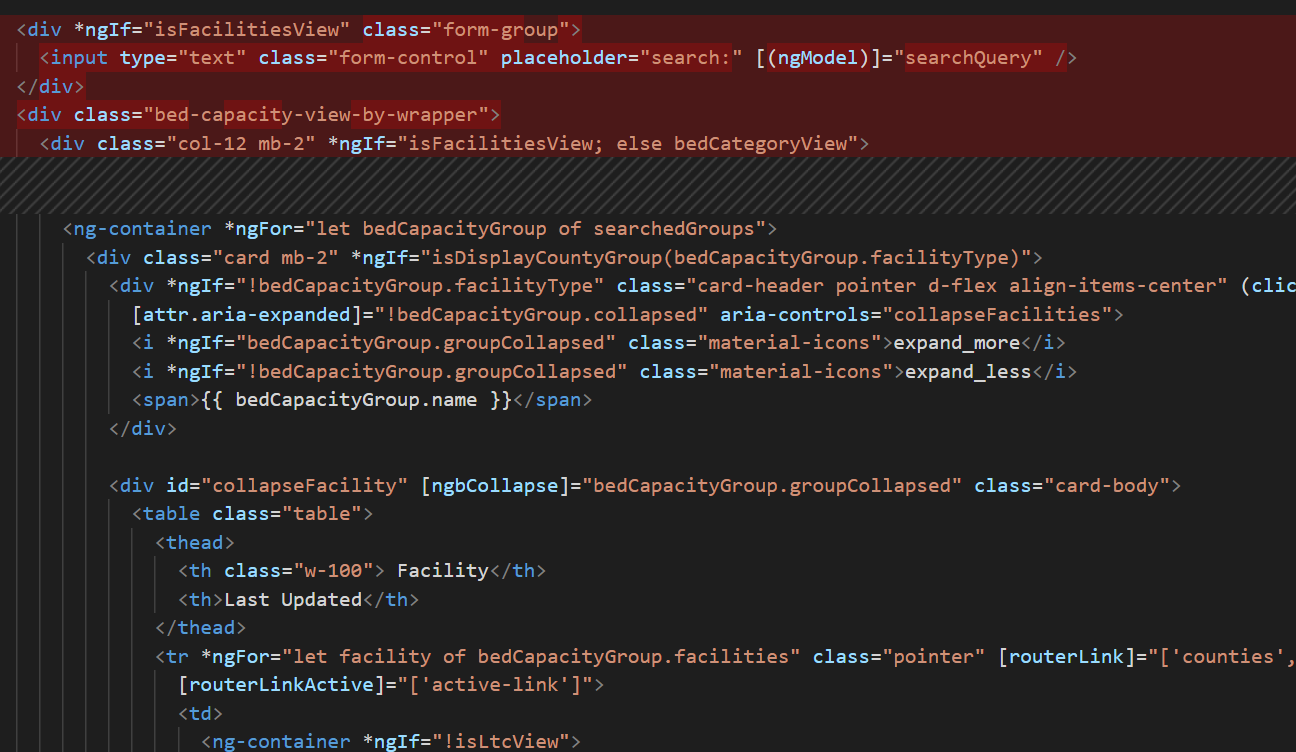 <div *ngIf="isFacilitiesView" class="form-group">
<input type="text" class="form-control" placeholder="search:" [(ngModel)]="searchQuery" />
</div>
<div class="bed-capacity-view-by-wrapper">
<div class="col-12 mb-2" *ngIf="isFacilitiesView; else bedCategoryView">
<ng-container *ngFor="let bedCapacityGroup of searchedGroups">
<div class="card mb-2" *ngIf="isDisplayCountyGroup(bedCapacityGroup.facilityType)">
<div *ngIf="!bedCapacityGroup.facilityType" class="card-header pointer d-flex align-items-center" (clic
[attr.aria-expanded]="!bedCapacityGroup.collapsed" aria-controls="collapseFacilities">
<i *ngIf="bedCapacityGroup.groupCollapsed" class="material-icons">expand_more</i>
<i *ngIf="!bedCapacityGroup.groupCollapsed" class="material-icons">expand_less</i>
<span>{{ bedCapacityGroup.name }}</span>
</div>
<div id="collapseFacility" [ngbCollapse]="bedCapacityGroup.groupCollapsed" class="card-body">
<table class="table">
<thead>
<th class="w-100"> Facility</th>
<th>Last Updated</th>
</thead>
<tr *ngFor="let facility of bedCapacityGroup.facilities" class="pointer" [routerLink]="['counties',
[routerLinkActive]="['active-link']">
<td>
<ng-container *ngIf="!isLtcView">